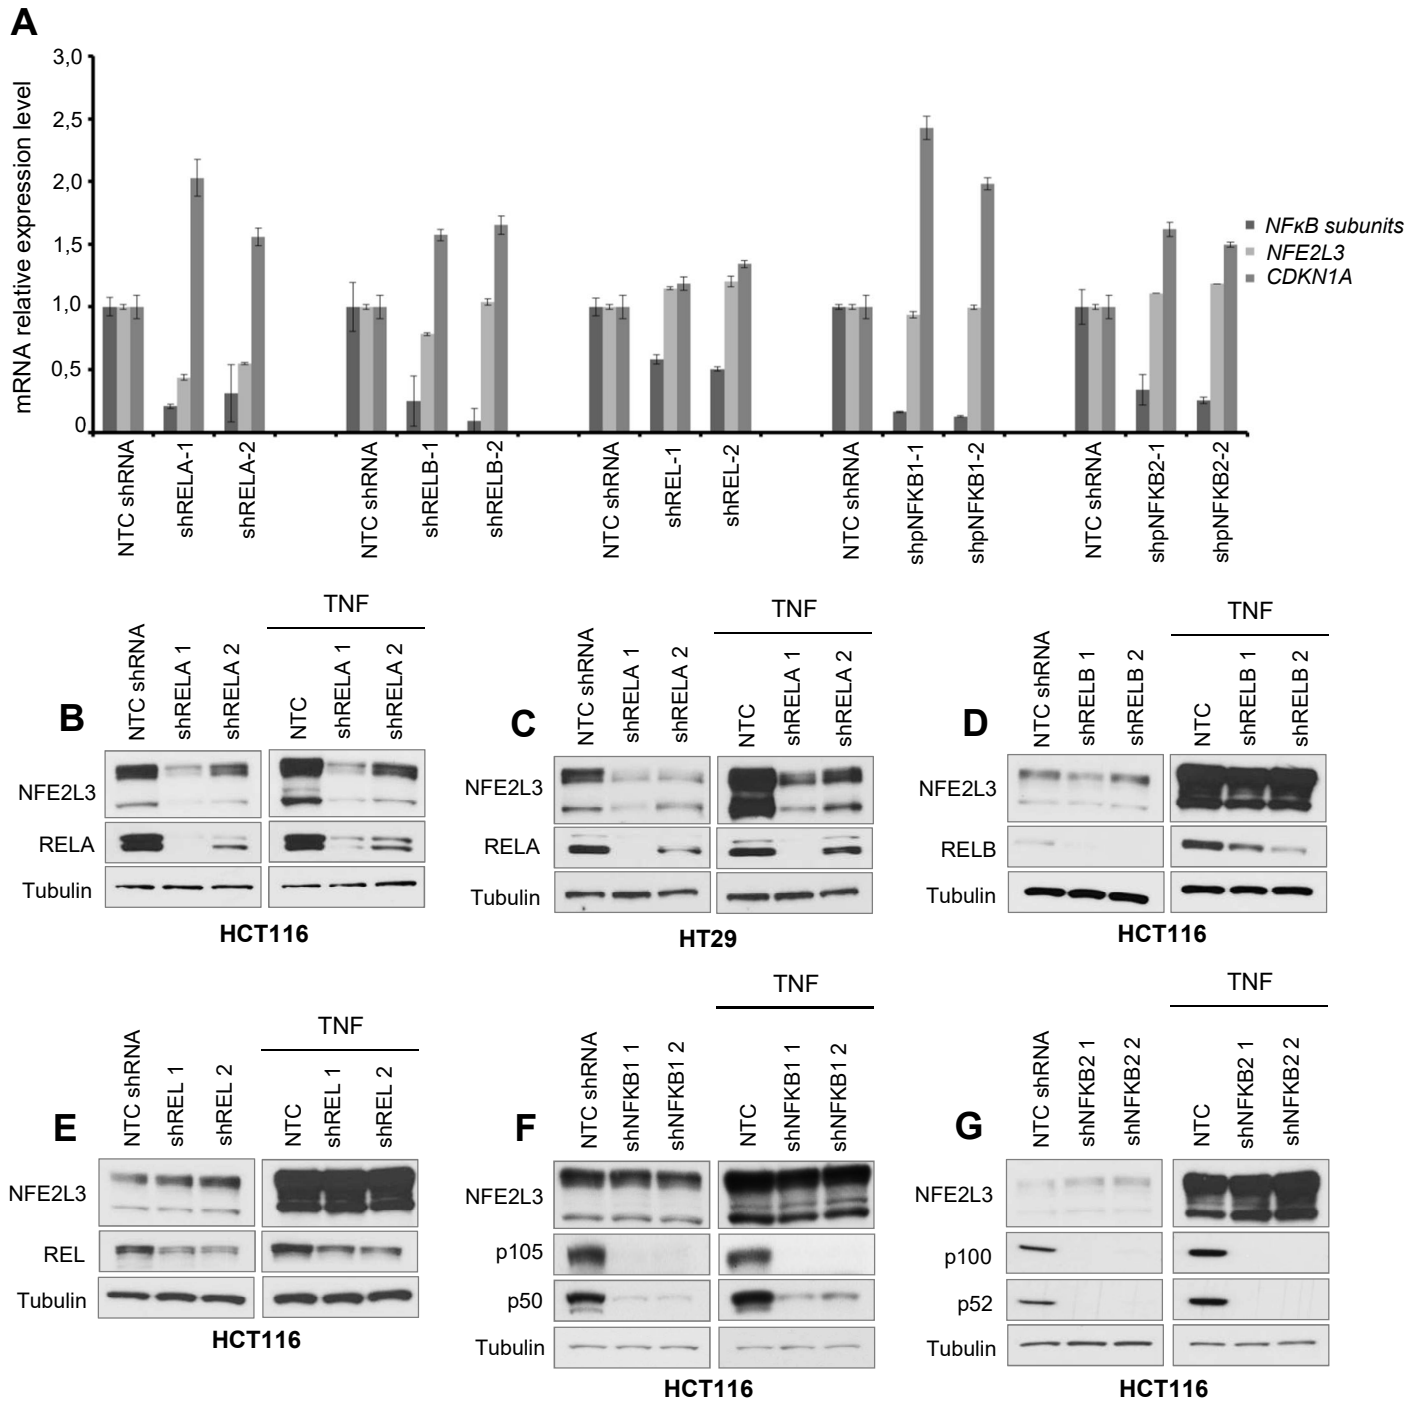 A
mRNA relative expression level
3,0
2,5
2,0
1,5
1,0
0,5
0
NFκB subunits
NFE2L3
CDKN1A
NTC shRNA
shRELA-1
shRELA-2
NTC shRNA
shRELB-1
shRELB-2
NTC shRNA
shREL-1
shREL-2
NTC shRNA
shpNFKB1-1
shpNFKB1-2
NTC shRNA
shpNFKB2-1
shpNFKB2-2
B
TNF
NTC shRNA
shRELA 1
shRELA 2
NTC
shRELA 1
shRELA 2
NFE2L3
RELA
Tubulin
HCT116
C
TNF
NTC shRNA
shRELA 1
shRELA 2
NTC
shRELA 1
shRELA 2
NFE2L3
RELA
Tubulin
HT29
D
TNF
NTC shRNA
shRELB 1
shRELB 2
NTC
shRELB 1
shRELB 2
NFE2L3
RELB
Tubulin
HCT116
E
TNF
NTC shRNA
shREL 1
shREL 2
NTC
shREL 1
shREL 2
NFE2L3
REL
Tubulin
HCT116
F
TNF
NTC shRNA
shNFKB1 1
shNFKB1 2
NTC
shNFKB1 1
shNFKB1 2
NFE2L3
p105
p50
Tubulin
HCT116
G
TNF
NTC shRNA
shNFKB2 1
shNFKB2 2
NTC
shNFKB2 1
shNFKB2 2
NFE2L3
p100
p52
Tubulin
HCT116